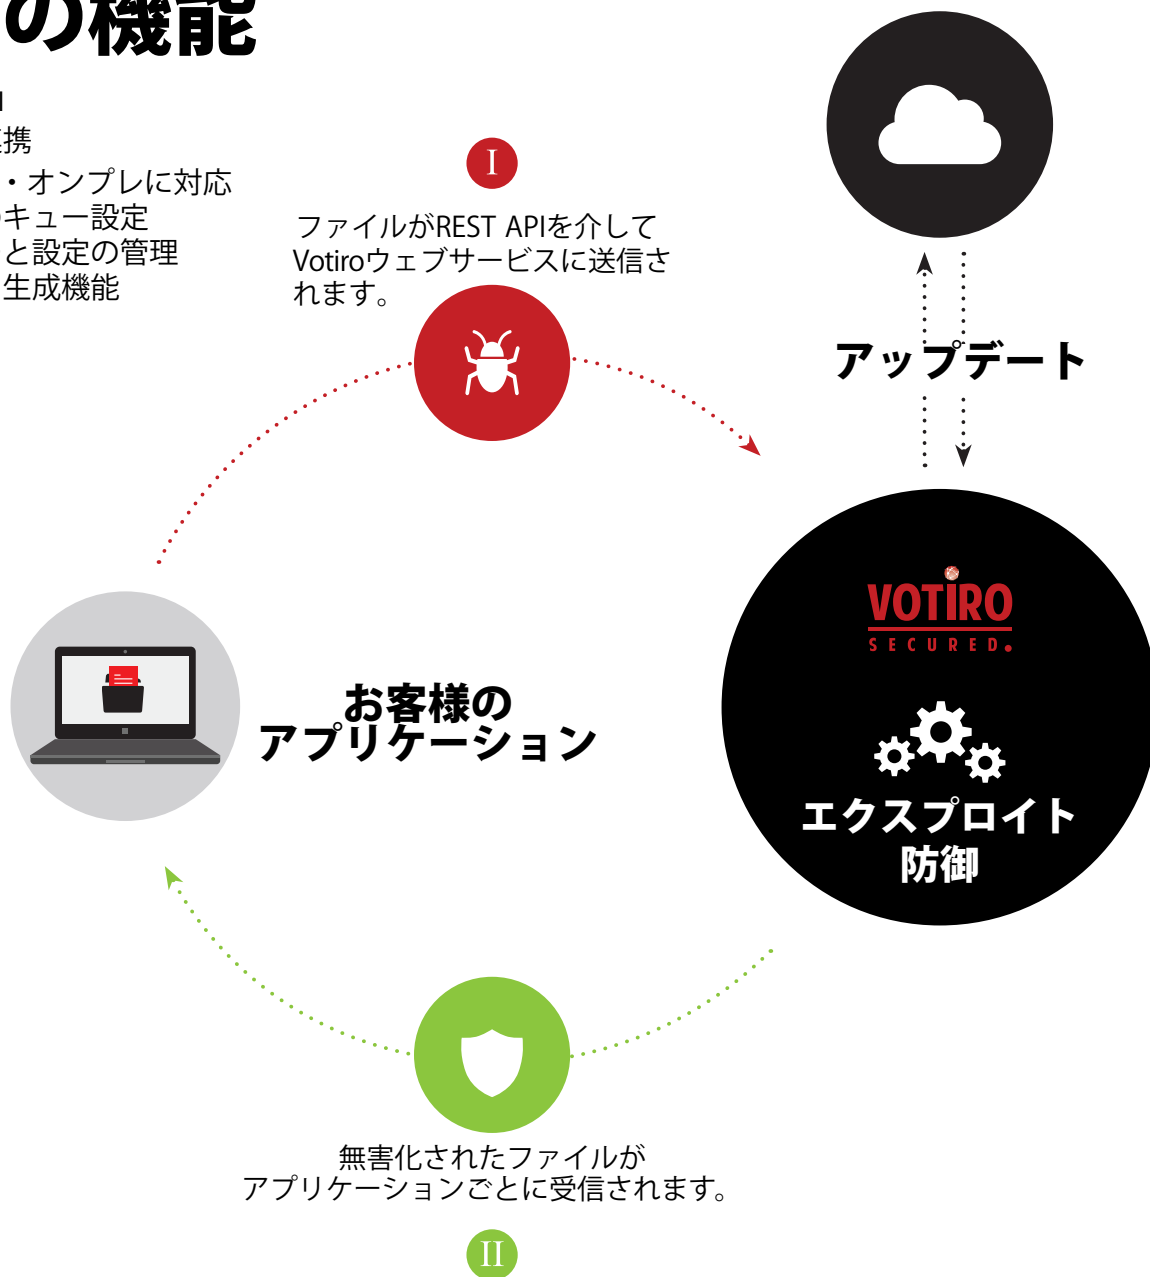 の機能
携
・オンプレに対応
キュー設定
と設定の管理
生成機能
I
ファイルがREST APIを介して
Votiroウェブサービスに送信さ
れます。
アップデート
VOTIRO
SECURED.
エクスプロイト
防御
お客様の
アプリケーション
無害化されたファイルが
アプリケーションごとに受信されます。
II